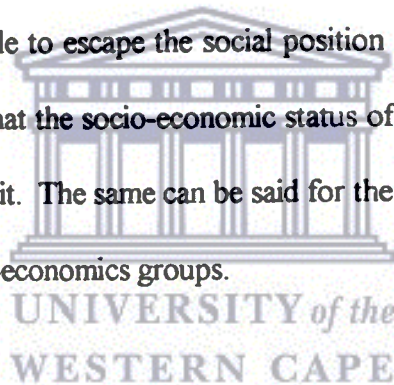 le to escape the social position
nat the socio-economic status of
it. The same can be said for the
-economics groups.
UNIVERSITY of the
WESTERN CAPE